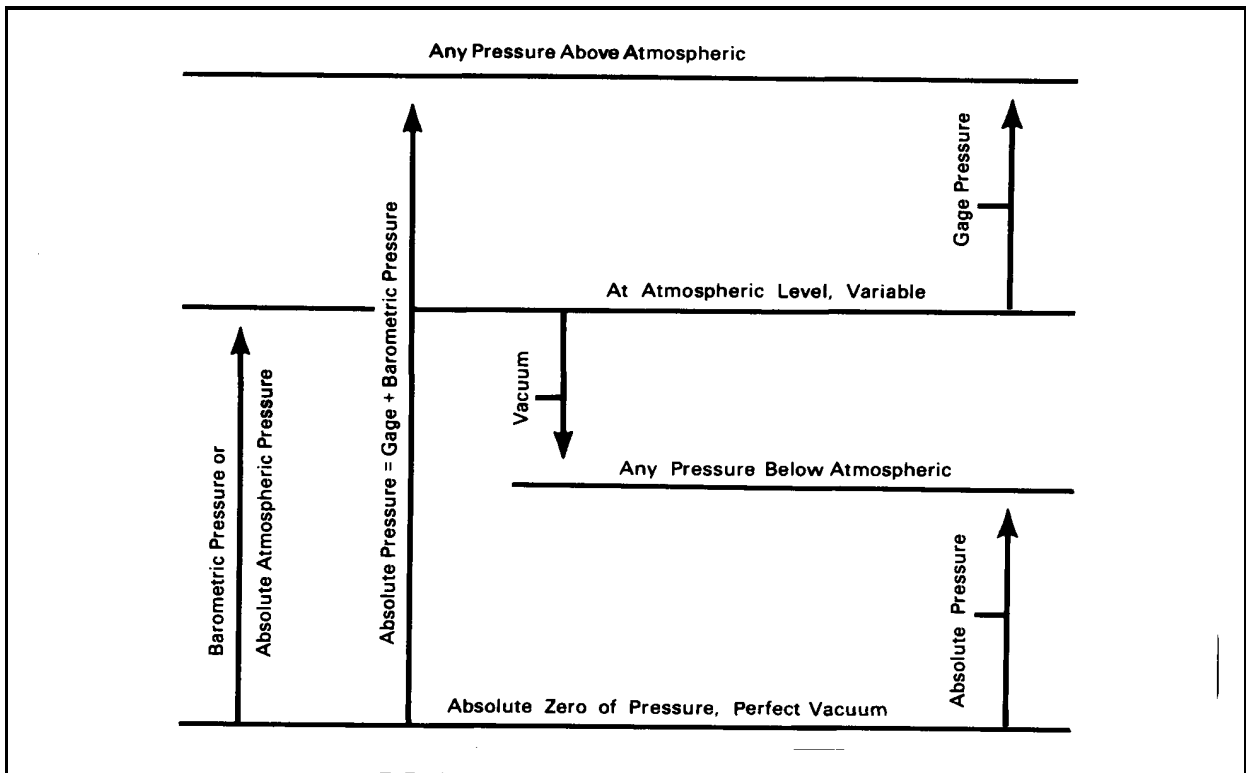 Any Pressure Above Atmospheric
Gage Pressure
Absolute Pressure = Gage + Barometric Pressure
At Atmospheric Level, Variable
Barometric Pressure or
Absolute Atmospheric Pressure
Vacuum
Any Pressure Below Atmospheric
Absolute Pressure
Absolute Zero of Pressure, Perfect Vacuum